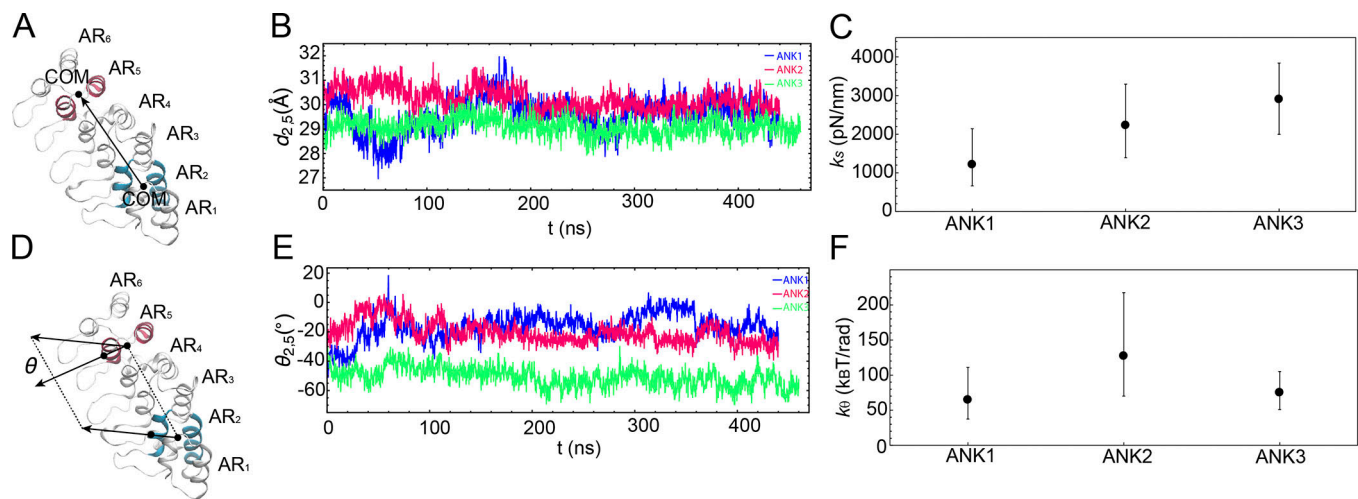 A
AR₆
COM
AR₅
AR₄
AR₃
AR₂
COM
AR₁
B
32
31
30
29
28
27
d₂,₅(Å)
ANK1
ANK2
ANK3
0 100 200 300 400
t (ns)
C
4000
3000
2000
1000
0
kₛ (pN/nm)
ANK1 ANK2 ANK3
D
AR₆
AR₅
AR₄
θ
AR₃
AR₂
AR₁
E
20
0
-20
-40
-60
θ₂,₅(°)
ANK1
ANK2
ANK3
0 100 200 300 400
t (ns)
F
200
150
100
50
0
kθ (kBT/rad)
ANK1 ANK2 ANK3